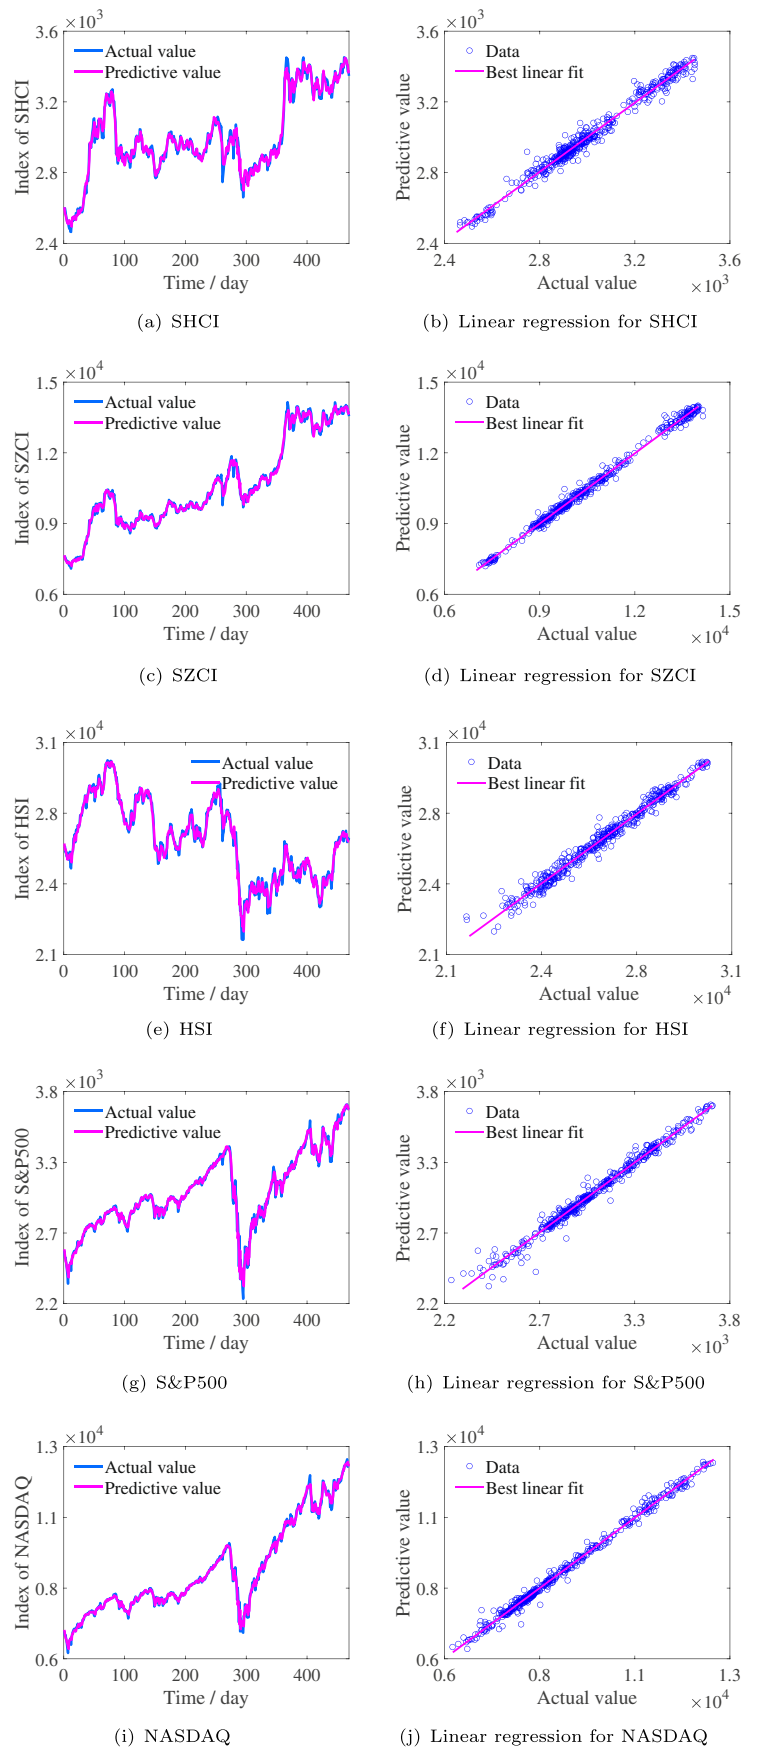 ×10³
3.6
3.2
2.8
2.4
Index of SHCI
Actual value
Predictive value
0 100 200 300 400
Time / day
(a) SHCI
3.6
3.2
2.8
2.4
Predictive value
Data
Best linear fit
2.4 2.8 3.2 3.6
Actual value
×10³
(b) Linear regression for SHCI
×10⁴
1.5
1.2
0.9
0.6
Index of SZCI
Actual value
Predictive value
0 100 200 300 400
Time / day
(c) SZCI
×10⁴
1.5
1.2
0.9
0.6
Predictive value
Data
Best linear fit
0.6 0.9 1.2 1.5
Actual value
×10⁴
(d) Linear regression for SZCI
×10⁴
3.1
2.8
2.4
2.1
Index of HSI
Actual value
Predictive value
0 100 200 300 400
Time / day
(e) HSI
×10⁴
3.1
2.8
2.4
2.1
Predictive value
Data
Best linear fit
2.1 2.4 2.8 3.1
Actual value
×10⁴
(f) Linear regression for HSI
×10³
3.8
3.3
2.7
2.2
Index of S&P500
Actual value
Predictive value
0 100 200 300 400
Time / day
(g) S&P500
×10³
3.8
3.3
2.7
2.2
Predictive value
Data
Best linear fit
2.2 2.7 3.3 3.8
Actual value
×10³
(h) Linear regression for S&P500
×10⁴
1.3
1.1
0.8
0.6
Index of NASDAQ
Actual value
Predictive value
0 100 200 300 400
Time / day
(i) NASDAQ
×10⁴
1.3
1.1
0.8
0.6
Predictive value
Data
Best linear fit
0.6 0.8 1.1 1.3
Actual value
×10⁴
(j) Linear regression for NASDAQ